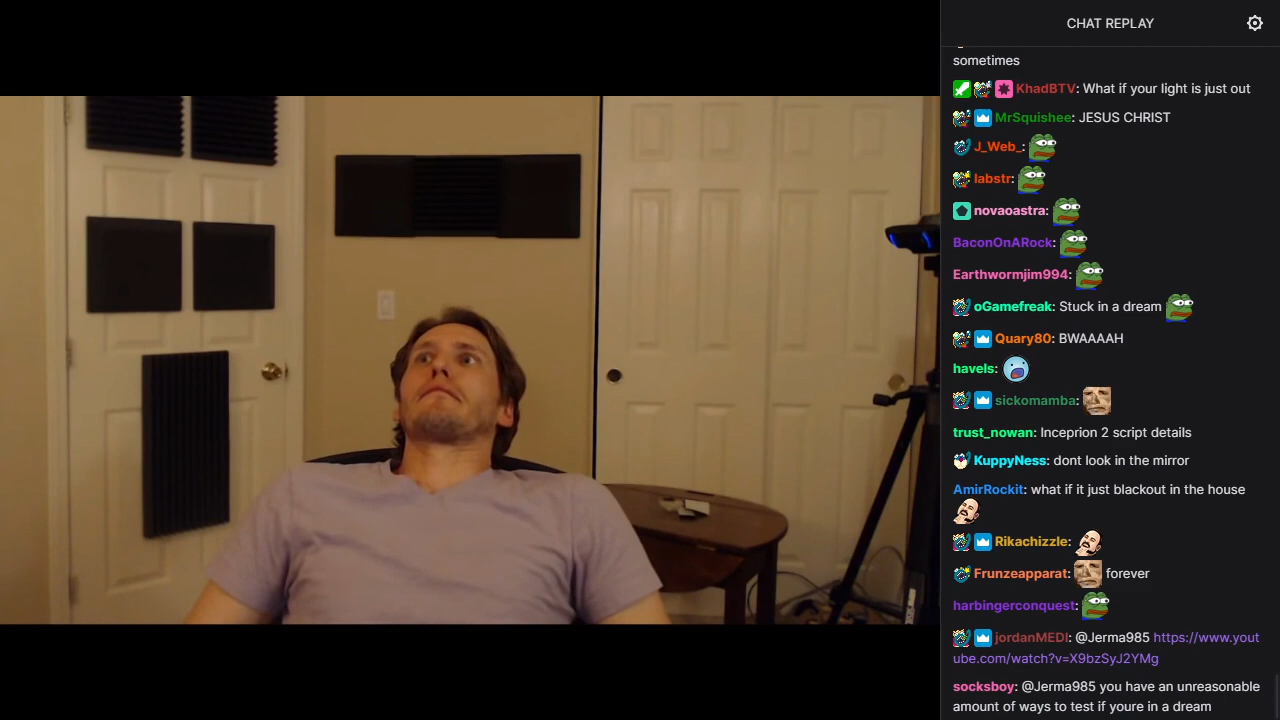 CHAT REPLAY
sometimes
KhadBTV: What if your light is just out
MrSquishee: JESUS CHRIST
J_Web_:
labstr:
novaoastra:
BaconOnARock:
Earthwormjim994:
oGamefreak: Stuck in a dream
Quary80: BWAAAAH
havels:
sickomamba:
trust_nowan: Inceprion 2 script details
KuppyNess: dont look in the mirror
AmirRockit: what if it just blackout in the house
Rikachizzle:
Frunzeapparat: forever
harbingerconquest:
jordanMEDI: @Jerma985 https://www.yout
ube.com/watch?v=X9bzSyJ2YMg
socksboy: @Jerma985 you have an unreasonable
amount of ways to test if youre in a dream